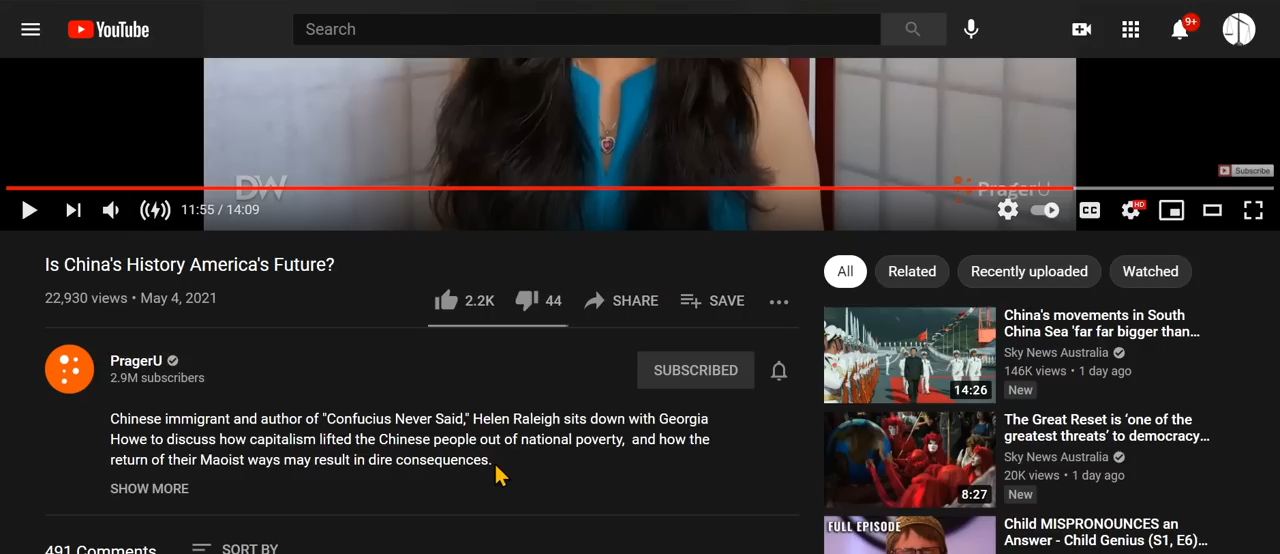 YouTube
Search
9+
DW
PragerU
Subscribe
11:55 / 14:09
CC
HD
Is China's History America's Future?
22,930 views • May 4, 2021
2.2K
44
SHARE
SAVE
PragerU
2.9M subscribers
SUBSCRIBED
Chinese immigrant and author of "Confucius Never Said," Helen Raleigh sits down with Georgia
Howe to discuss how capitalism lifted the Chinese people out of national poverty,  and how the
return of their Maoist ways may result in dire consequences.
SHOW MORE
491 Comments
SORT BY
All
Related
Recently uploaded
Watched
14:26
China's movements in South
China Sea 'far far bigger than...
Sky News Australia
146K views • 1 day ago
New
8:27
The Great Reset is ‘one of the
greatest threats’ to democracy...
Sky News Australia
20K views • 1 day ago
New
FULL EPISODE
Child MISPRONOUNCES an
Answer - Child Genius (S1, E6)...